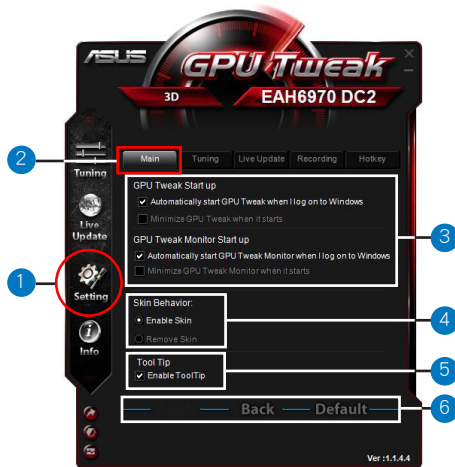 ASUS
GPU Tweak
3D
EAH6970 DC2
Tuning
Live
Update
Setting
Info
Main
Tuning
Live Update
Recording
Hotkey
GPU Tweak Start up
Automatically start GPU Tweak when I log on to Windows
Minimize GPU Tweak when it starts
GPU Tweak Monitor Start up
Automatically start GPU Tweak Monitor when I log on to Windows
Minimize GPU Tweak Monitor when it starts
Skin Behavior:
Enable Skin
Remove Skin
Tool Tip
Enable ToolTip
Back
Default
Ver :1.1.4.4
1
2
3
4
5
6